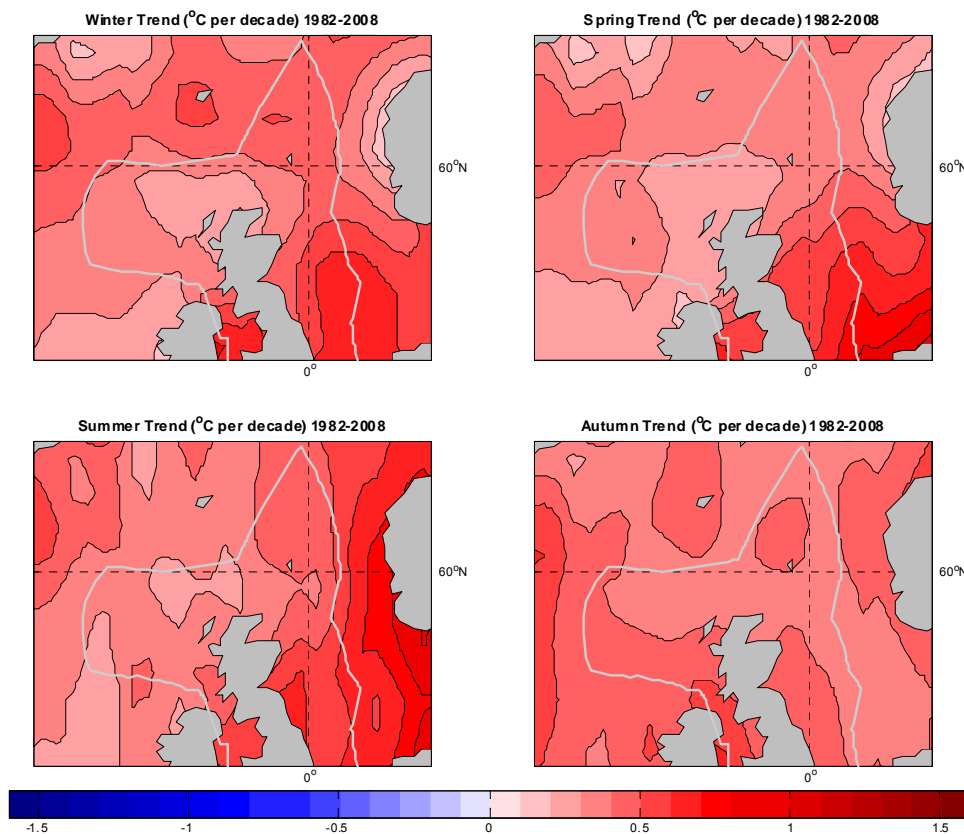 Winter Trend (°C per decade) 1982-2008
Spring Trend (°C per decade) 1982-2008
60°N
60°N
0°
0°
Summer Trend (°C per decade) 1982-2008
Autumn Trend (°C per decade) 1982-2008
60°N
60°N
0°
0°
-1.5 -1 -0.5 0 0.5 1 1.5